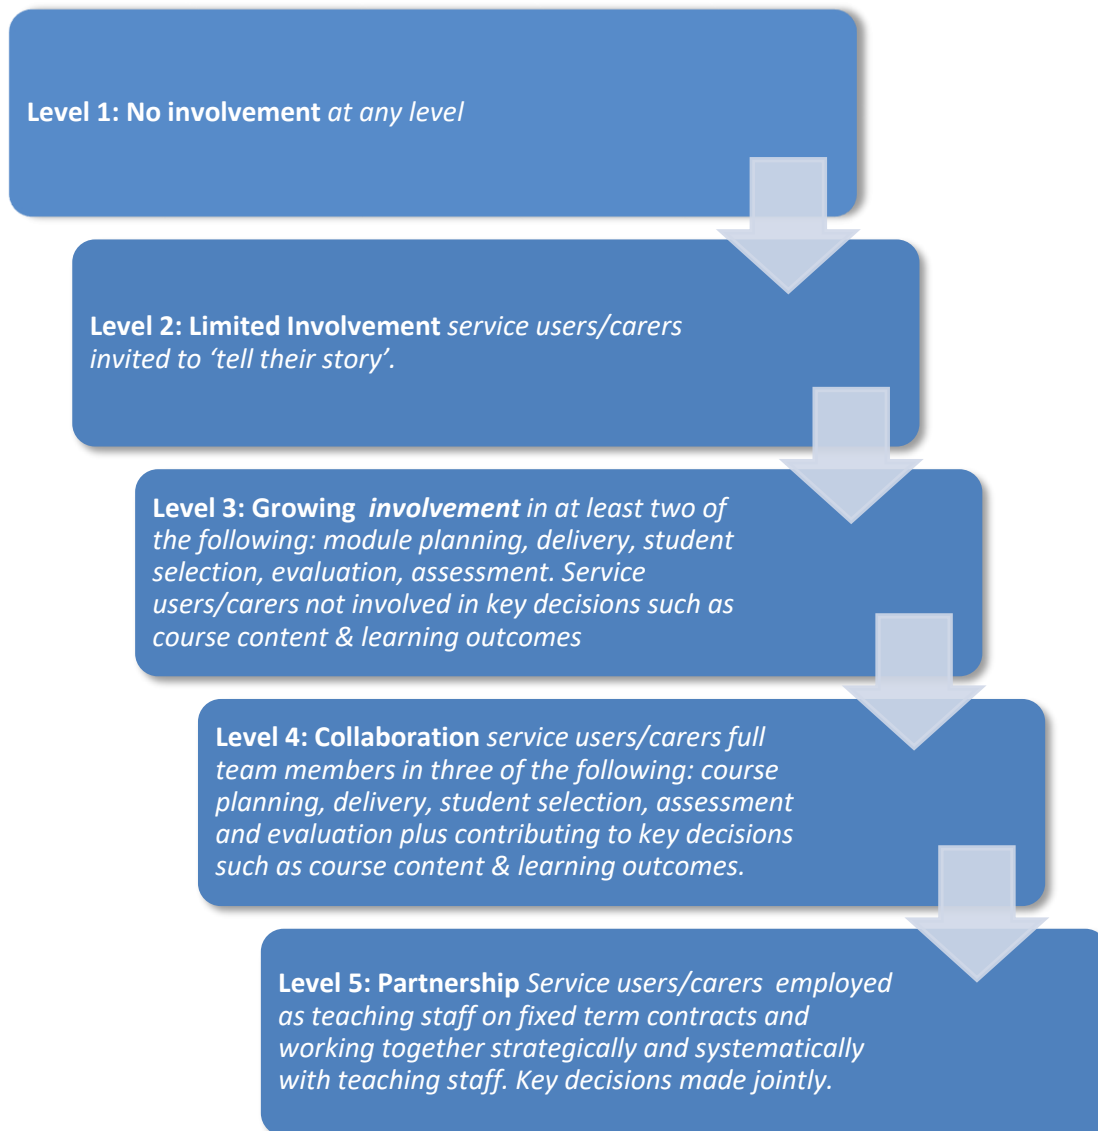 Level 1: No involvement at any level
Level 2: Limited Involvement service users/carers
invited to ‘tell their story’.
Level 3: Growing  involvement in at least two of
the following: module planning, delivery, student
selection, evaluation, assessment. Service
users/carers not involved in key decisions such as
course content & learning outcomes
Level 4: Collaboration service users/carers full
team members in three of the following: course
planning, delivery, student selection, assessment
and evaluation plus contributing to key decisions
such as course content & learning outcomes.
Level 5: Partnership Service users/carers  employed
as teaching staff on fixed term contracts and
working together strategically and systematically
with teaching staff. Key decisions made jointly.